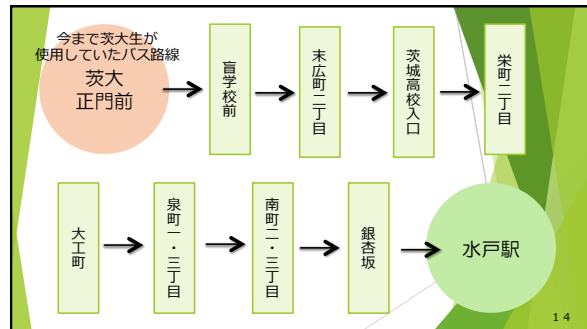 今まで茨大生が
使用していたバス路線
茨大
正門前
盲学校前
末広町二丁目
茨城高校入口
栄町二丁目
大工町
泉町一・三丁目
南町二・三丁目
銀杏坂
水戸駅
14